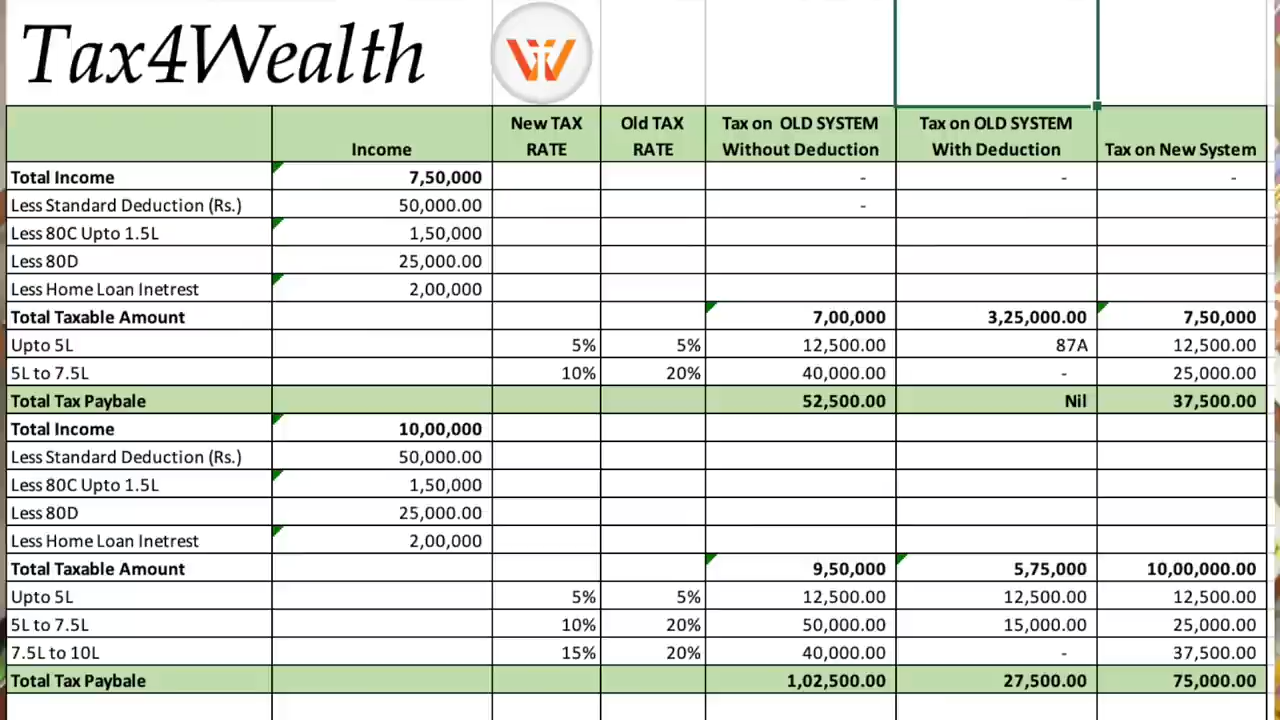 Tax4Wealth
Income New TAX RATE Old TAX RATE Tax on OLD SYSTEM Without Deduction Tax on OLD SYSTEM With Deduction Tax on New System
Total Income 7,50,000 - - -
Less Standard Deduction (Rs.) 50,000.00 -
Less 80C Upto 1.5L 1,50,000
Less 80D 25,000.00
Less Home Loan Inetrest 2,00,000
Total Taxable Amount 7,00,000 3,25,000.00 7,50,000
Upto 5L 5% 5% 12,500.00 87A 12,500.00
5L to 7.5L 10% 20% 40,000.00 - 25,000.00
Total Tax Paybale 52,500.00 Nil 37,500.00
Total Income 10,00,000
Less Standard Deduction (Rs.) 50,000.00
Less 80C Upto 1.5L 1,50,000
Less 80D 25,000.00
Less Home Loan Inetrest 2,00,000
Total Taxable Amount 9,50,000 5,75,000 10,00,000.00
Upto 5L 5% 5% 12,500.00 12,500.00 12,500.00
5L to 7.5L 10% 20% 50,000.00 15,000.00 25,000.00
7.5L to 10L 15% 20% 40,000.00 - 37,500.00
Total Tax Paybale 1,02,500.00 27,500.00 75,000.00